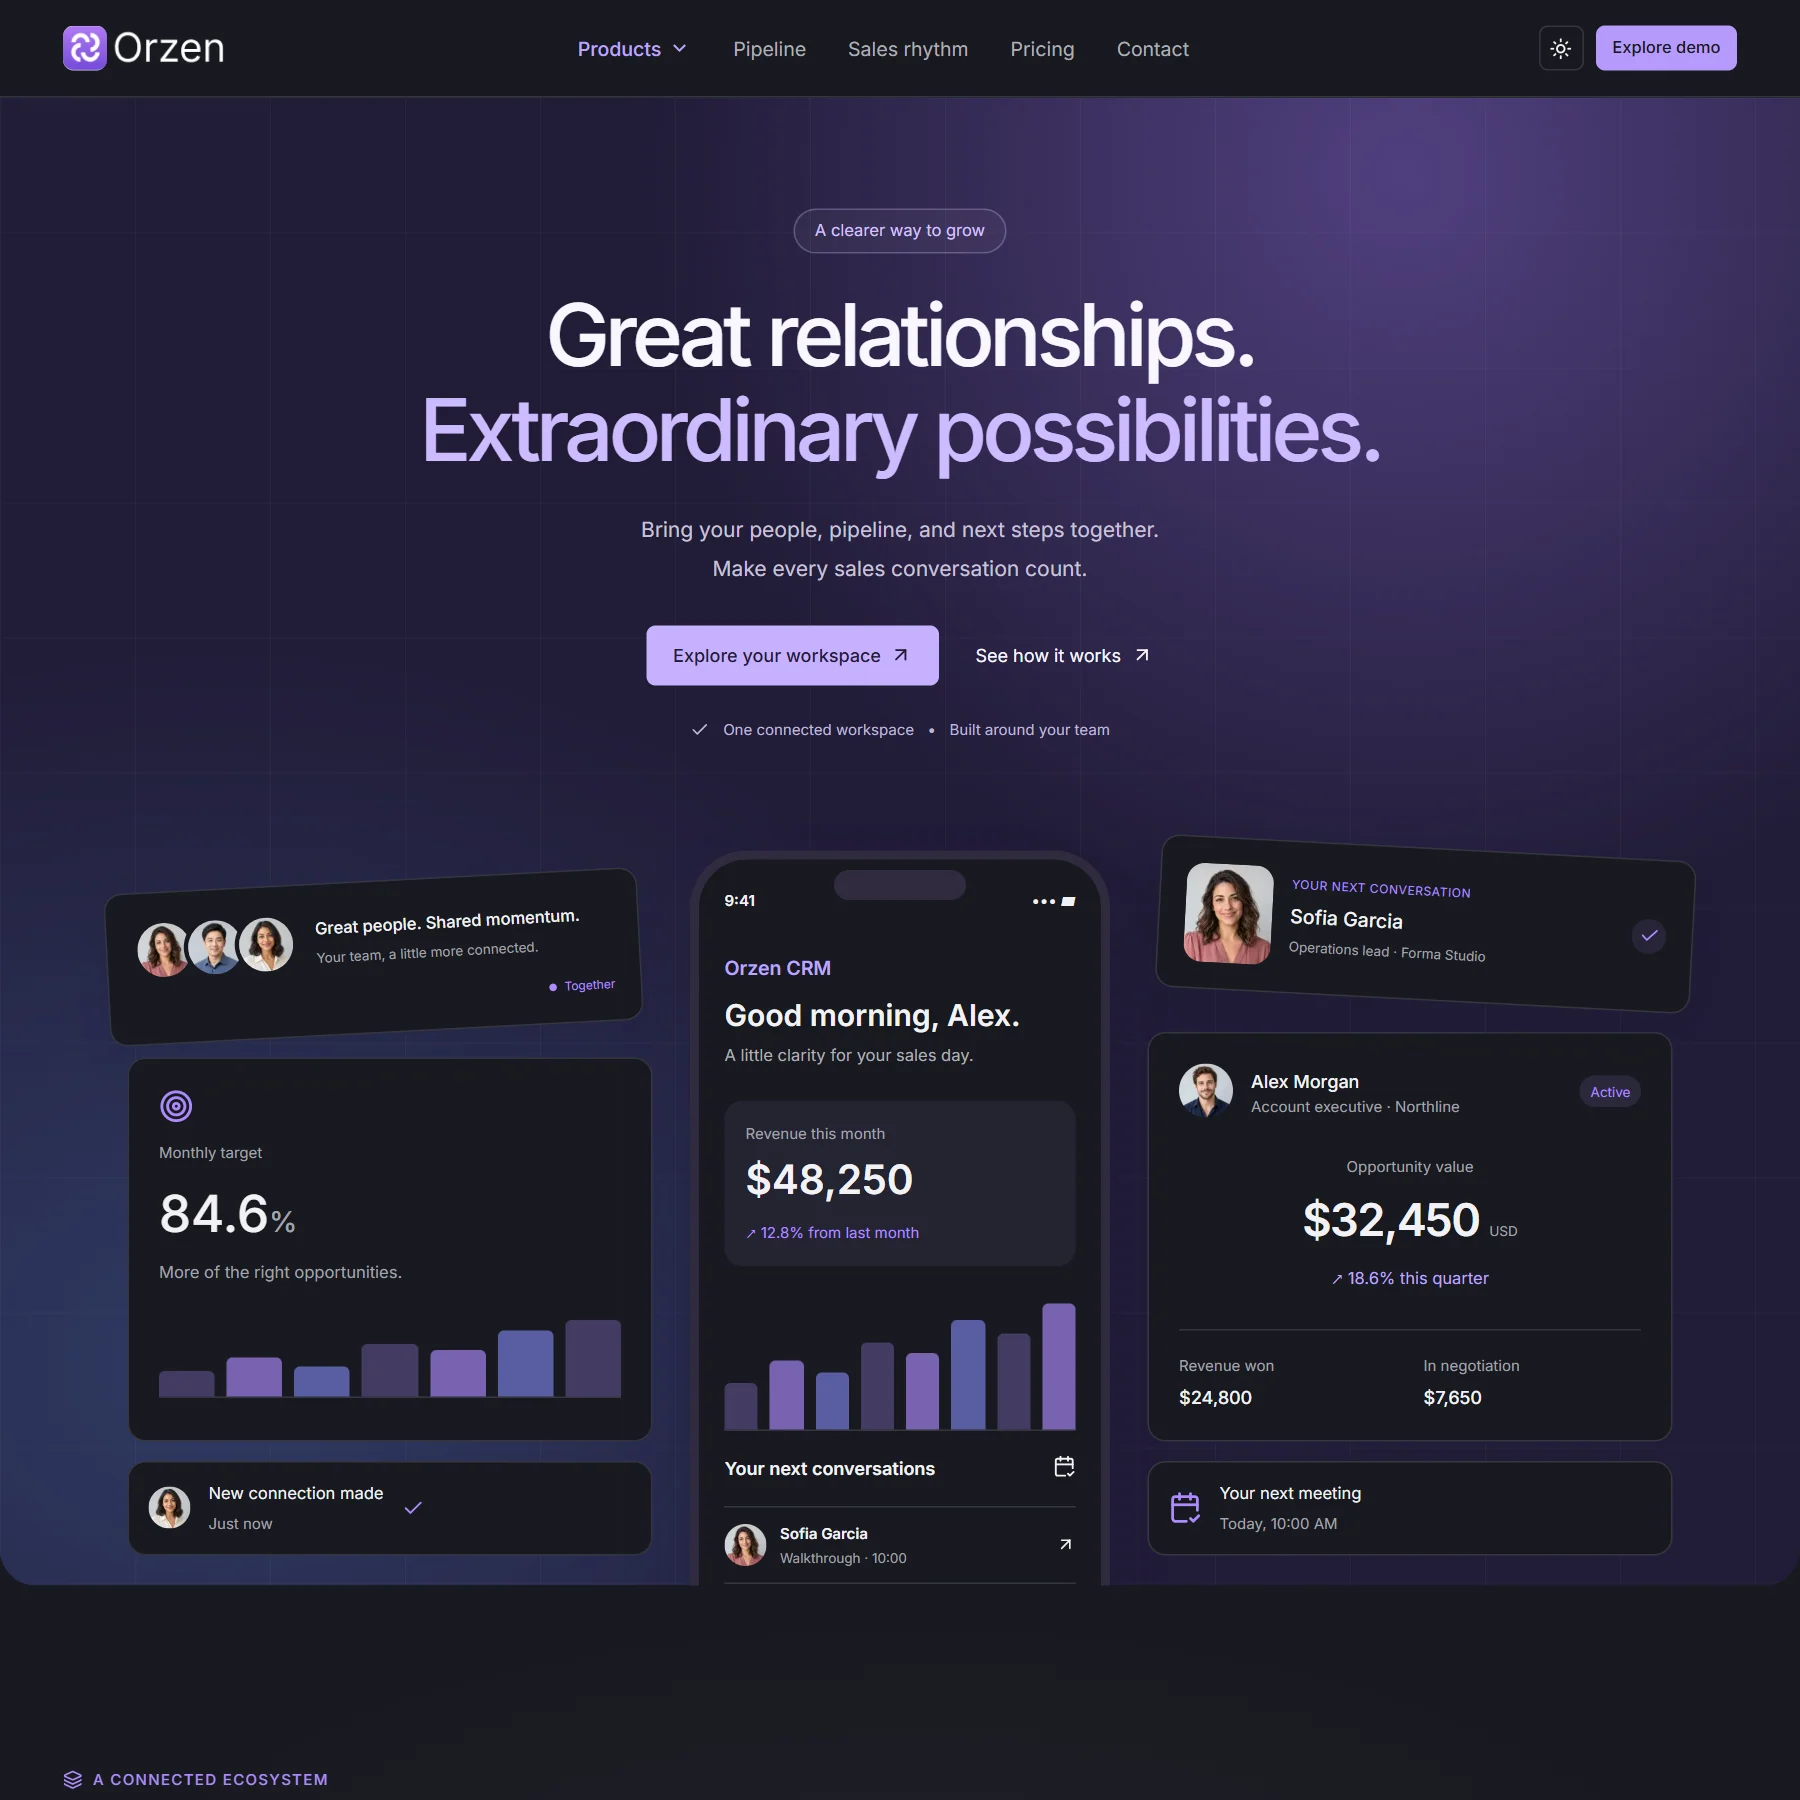 Orzen
Products
Pipeline
Sales rhythm
Pricing
Contact
Explore demo
A clearer way to grow
Great relationships.
Extraordinary possibilities.
Bring your people, pipeline, and next steps together.
Make every sales conversation count.
Explore your workspace
See how it works
One connected workspace • Built around your team
Great people. Shared momentum.
Your team, a little more connected.
Together
Monthly target
84.6%
More of the right opportunities.
New connection made
Just now
9:41
Orzen CRM
Good morning, Alex.
A little clarity for your sales day.
Revenue this month
$48,250
↗ 12.8% from last month
Your next conversations
Sofia Garcia
Walkthrough · 10:00
YOUR NEXT CONVERSATION
Sofia Garcia
Operations lead · Forma Studio
Alex Morgan
Account executive · Northline
Active
Opportunity value
$32,450 USD
↗ 18.6% this quarter
Revenue won
$24,800
In negotiation
$7,650
Your next meeting
Today, 10:00 AM
A CONNECTED ECOSYSTEM